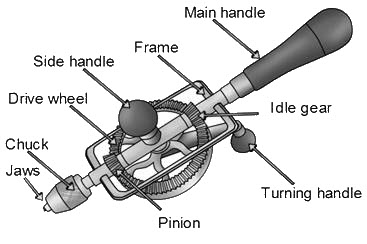 Main handle
Frame
Side handle
Drive wheel
Idle gear
Chuck
Jaws
Turning handle
Pinion